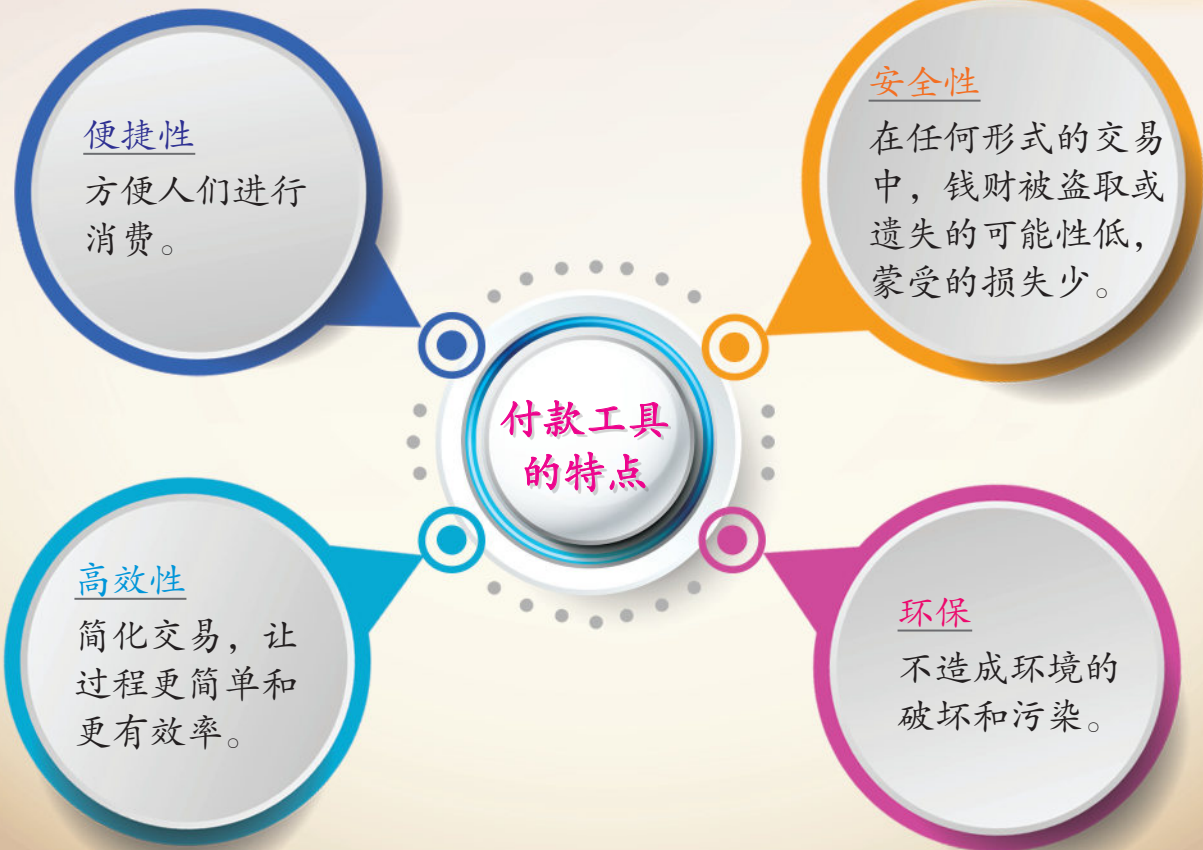 便捷性
方便人们进行
消费。
安全性
在任何形式的交易
中，钱财被盗取或
遗失的可能性低，
蒙受的损失少。
付款工具
的特点
高效性
简化交易，让
过程更简单和
更有效率。
环保
不造成环境的
破坏和污染。